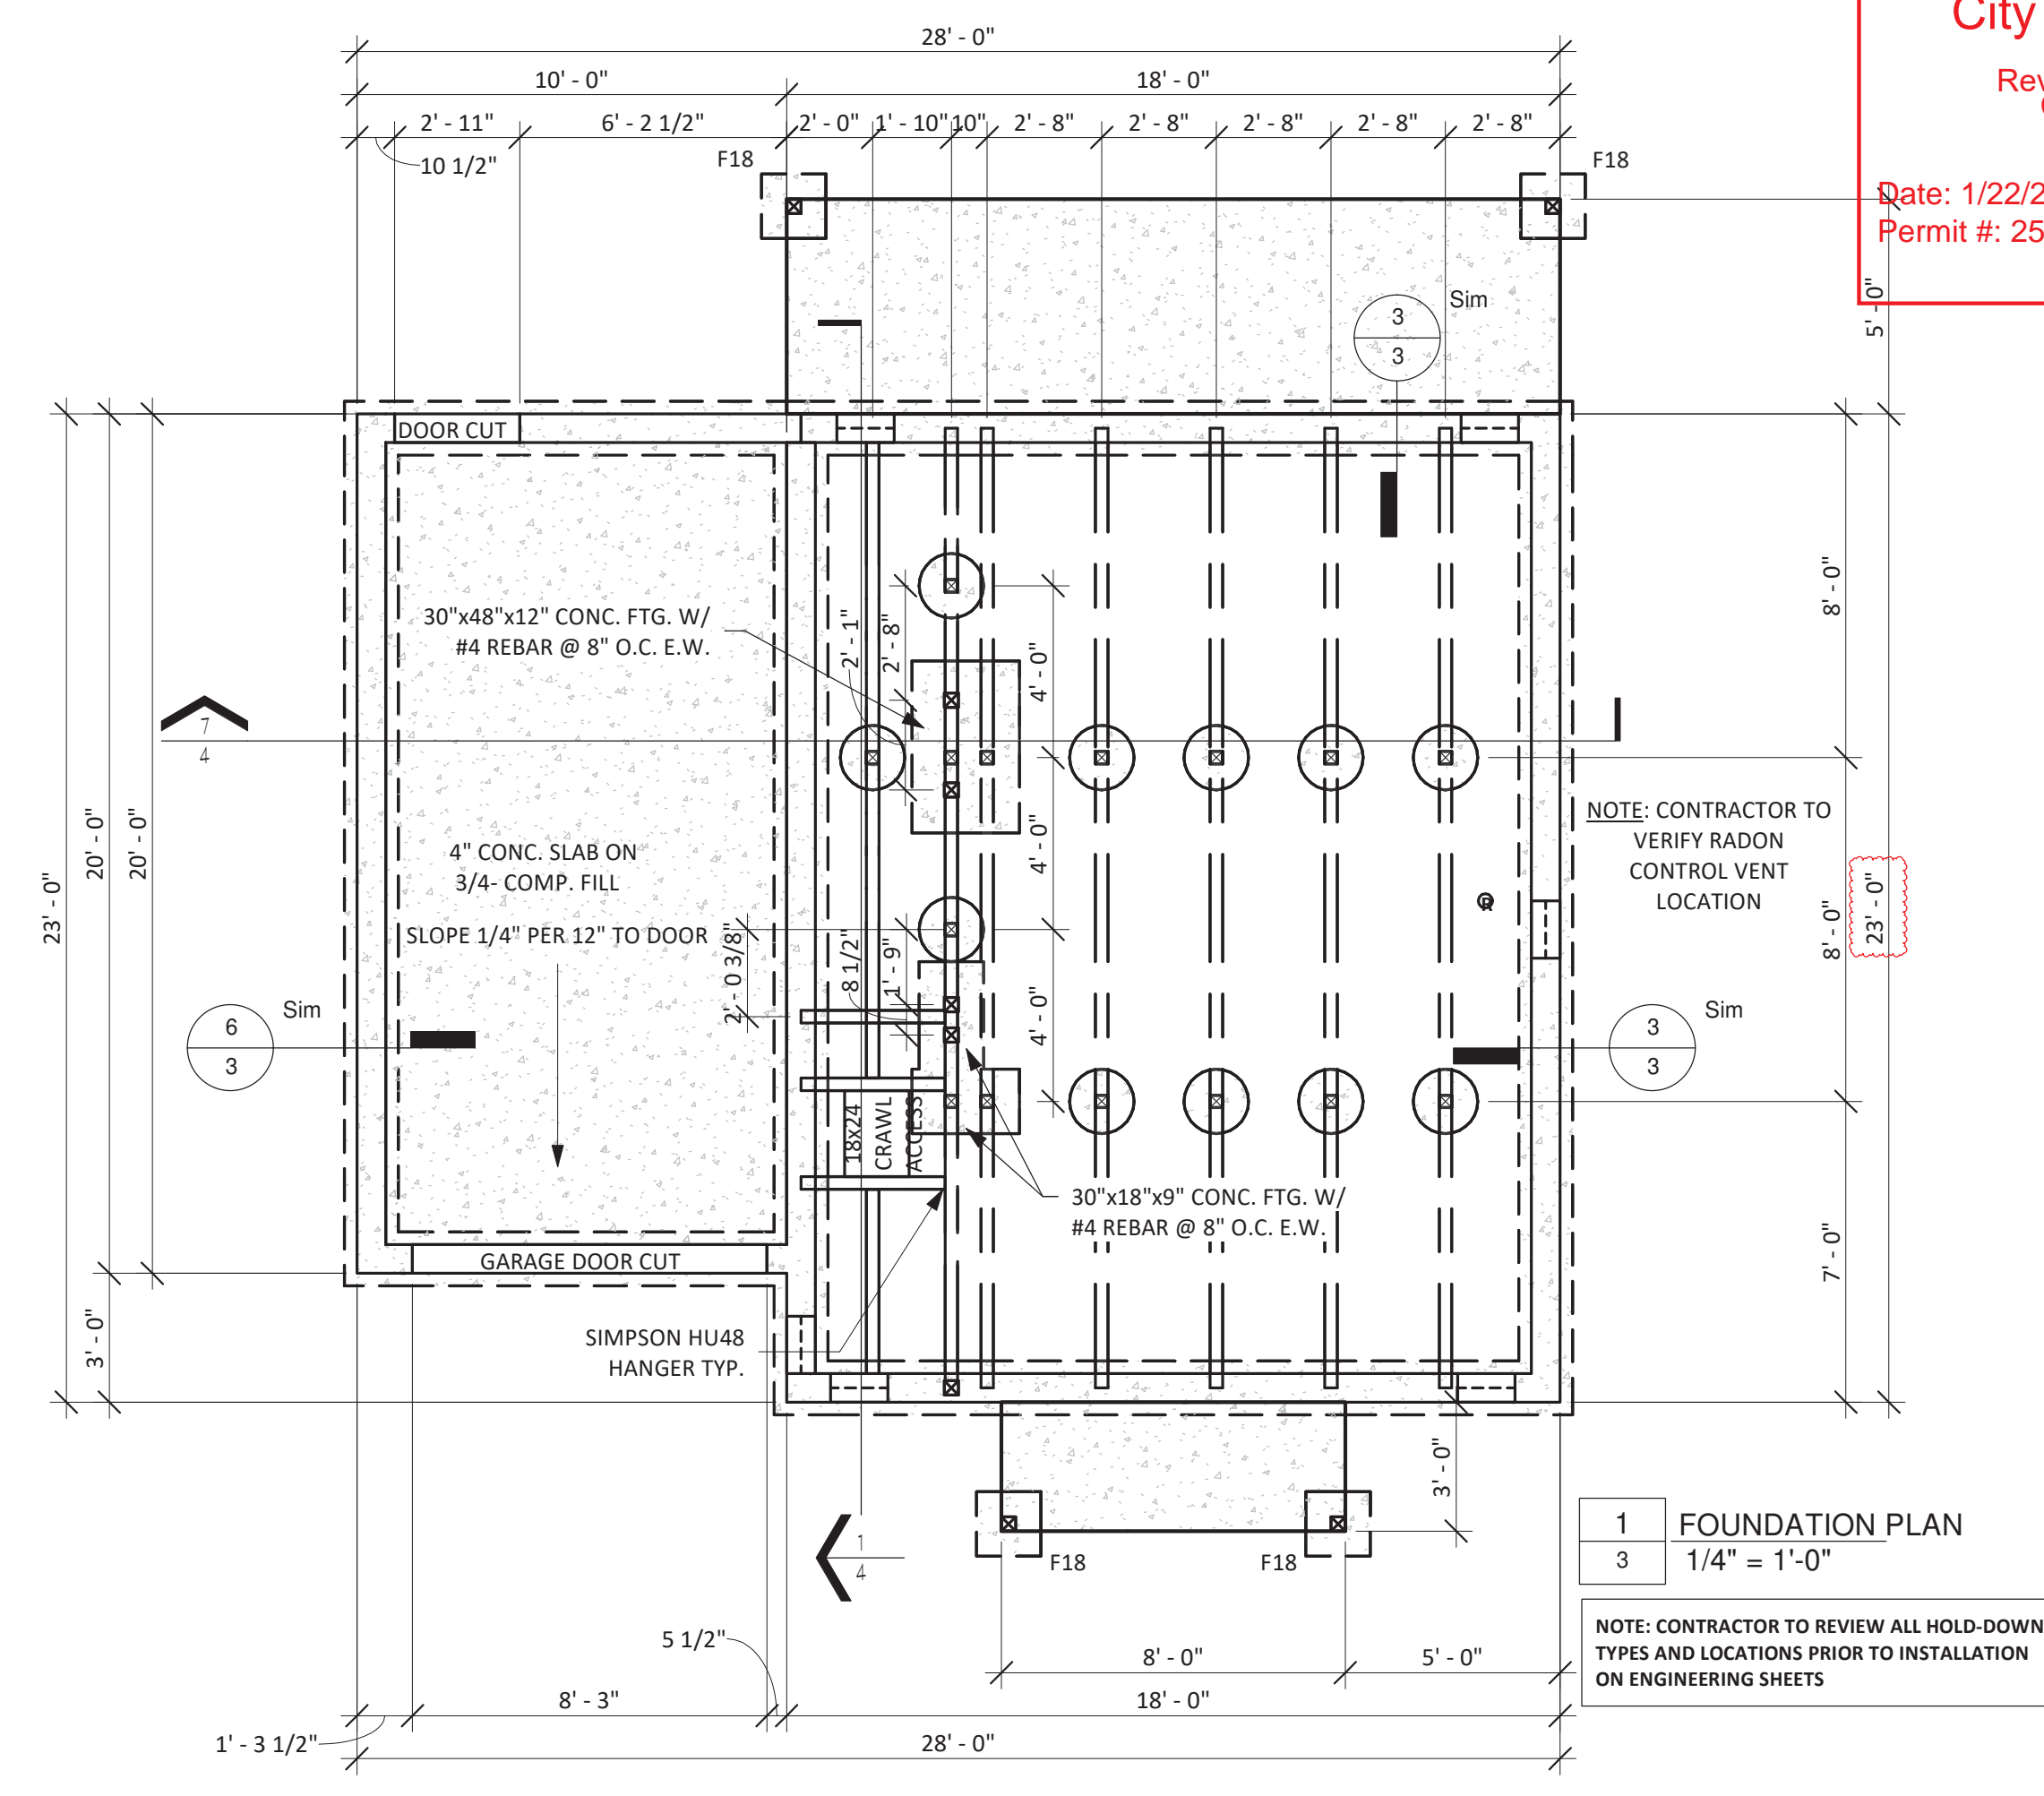 28' - 0"
10' - 0"
18' - 0"
2' - 11"
6' - 2 1/2"
2' - 0"
1' - 10"
10"
2' - 8"
2' - 8"
2' - 8"
2' - 8"
2' - 8"
10 1/2"
F18
F18
City
Date: 1/22/2
Permit #: 25
5' - 0"
3
3
Sim
DOOR CUT
30"x48"x12" CONC. FTG. W/
#4 REBAR @ 8" O.C. E.W.
2' - 1"
2' - 8"
4' - 0"
8' - 0"
7
4
23' - 0"
20' - 0"
20' - 0"
4" CONC. SLAB ON
3/4- COMP. FILL
SLOPE 1/4" PER 12" TO DOOR
4' - 0"
NOTE: CONTRACTOR TO
VERIFY RADON
CONTROL VENT
LOCATION
R
8' - 0"
23' - 0"
2' - 0 3/8"
8 1/2"
1' - 9"
4' - 0"
6
3
Sim
3
3
Sim
18x24
CRAWL
ACCESS
30"x18"x9" CONC. FTG. W/
#4 REBAR @ 8" O.C. E.W.
7' - 0"
GARAGE DOOR CUT
3' - 0"
SIMPSON HU48
HANGER TYP.
3' - 0"
1
4
F18
F18
1
3
FOUNDATION PLAN
1/4" = 1'-0"
NOTE: CONTRACTOR TO REVIEW ALL HOLD-DOWN
TYPES AND LOCATIONS PRIOR TO INSTALLATION
ON ENGINEERING SHEETS
5 1/2"
8' - 0"
5' - 0"
8' - 3"
18' - 0"
1' - 3 1/2"
28' - 0"